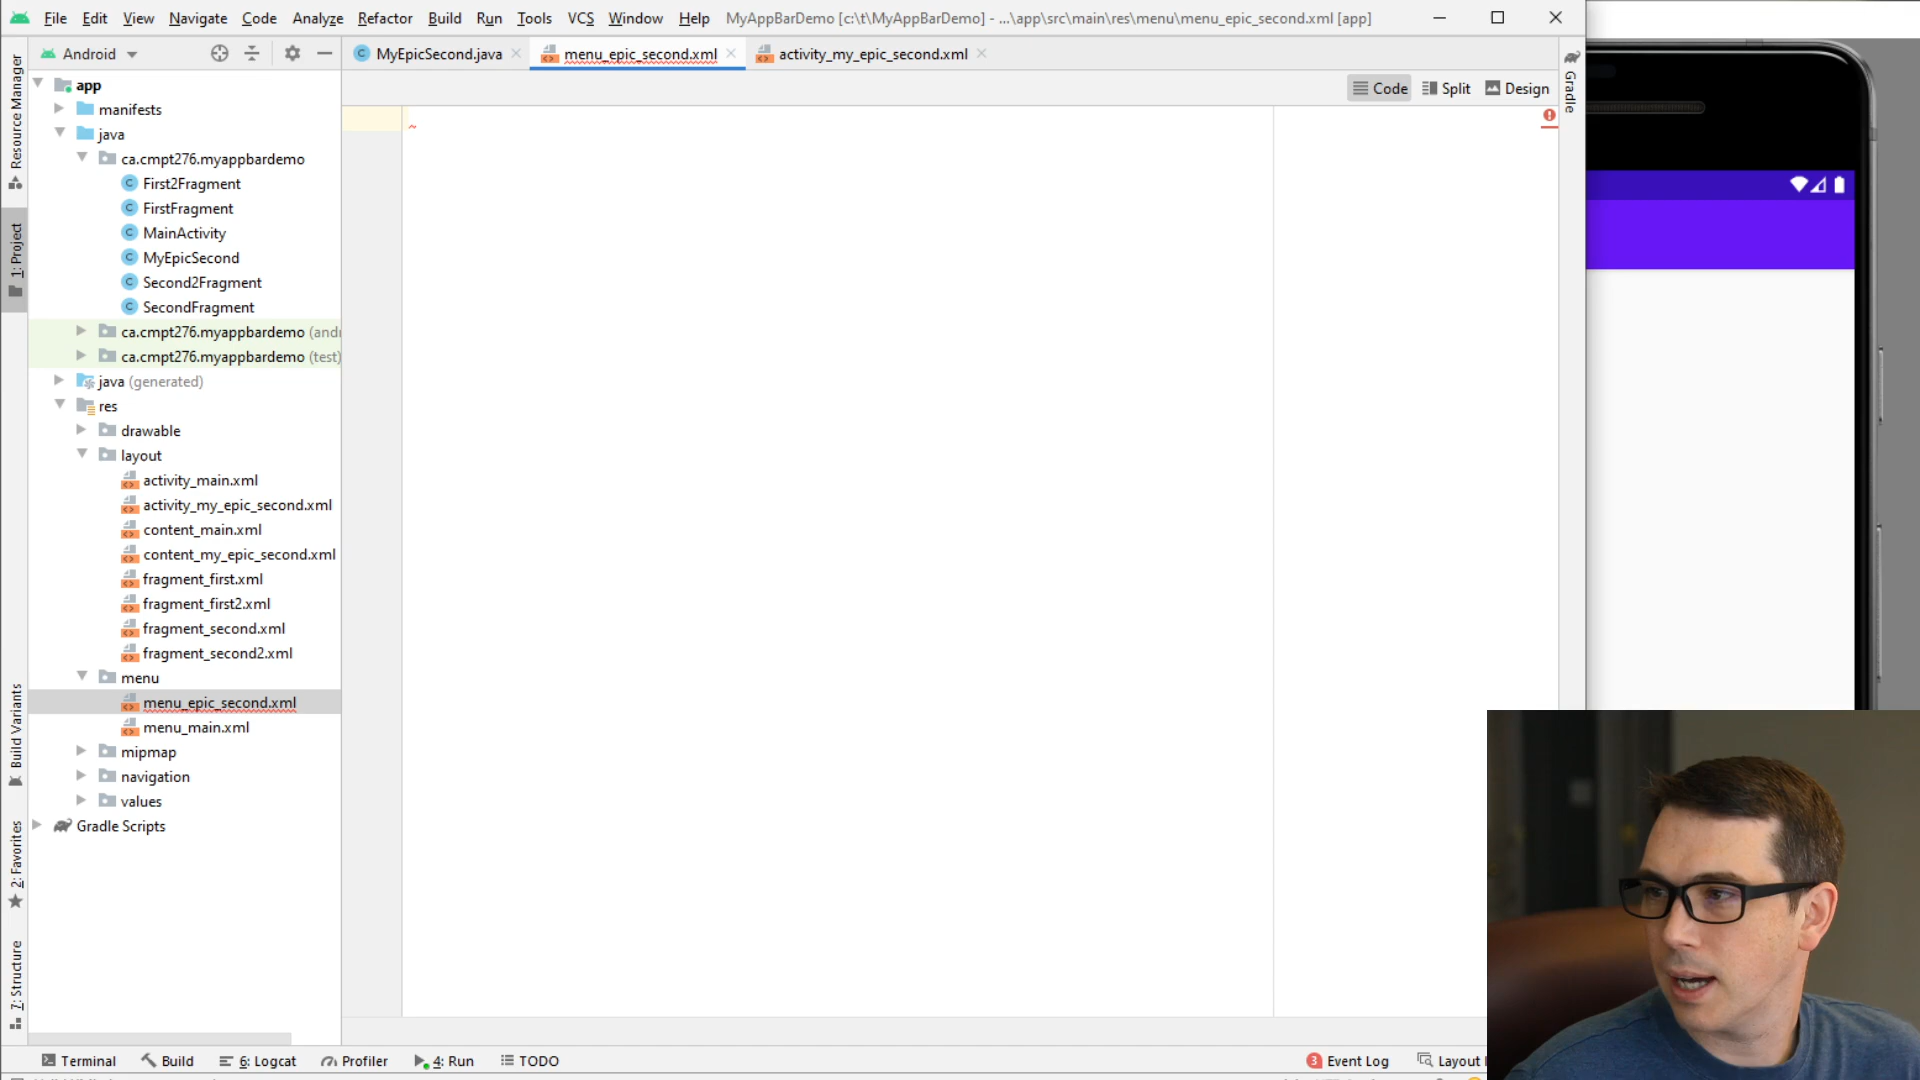 File Edit View Navigate Code Analyze Refactor Build Run Tools VCS Window Help MyAppBarDemo [c:\t\MyAppBarDemo] - ...\app\src\main\res\menu\menu_epic_second.xml [app]
Android
MyEpicSecond.java
menu_epic_second.xml
activity_my_epic_second.xml
Code Split Design
Resource Manager
1: Project
Build Variants
2: Favorites
7: Structure
Gradle
app
manifests
java
ca.cmpt276.myappbardemo
First2Fragment
FirstFragment
MainActivity
MyEpicSecond
Second2Fragment
SecondFragment
ca.cmpt276.myappbardemo (andr
ca.cmpt276.myappbardemo (test)
java (generated)
res
drawable
layout
activity_main.xml
activity_my_epic_second.xml
content_main.xml
content_my_epic_second.xml
fragment_first.xml
fragment_first2.xml
fragment_second.xml
fragment_second2.xml
menu
menu_epic_second.xml
menu_main.xml
mipmap
navigation
values
Gradle Scripts
Terminal Build 6: Logcat Profiler 4: Run TODO 3 Event Log Layout